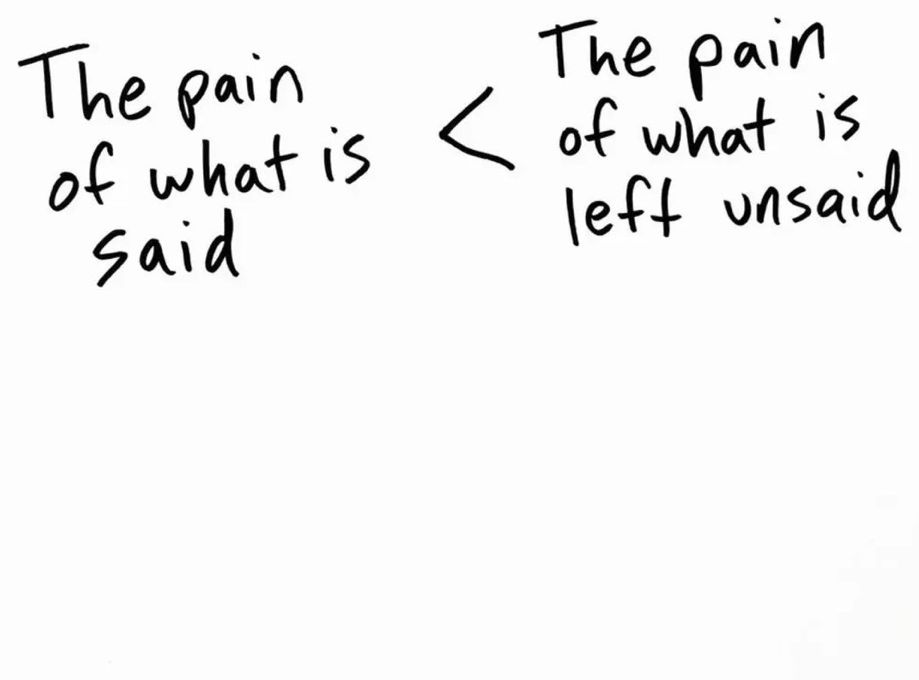 The pain
of what is
said
<
The pain
of what is
left unsaid